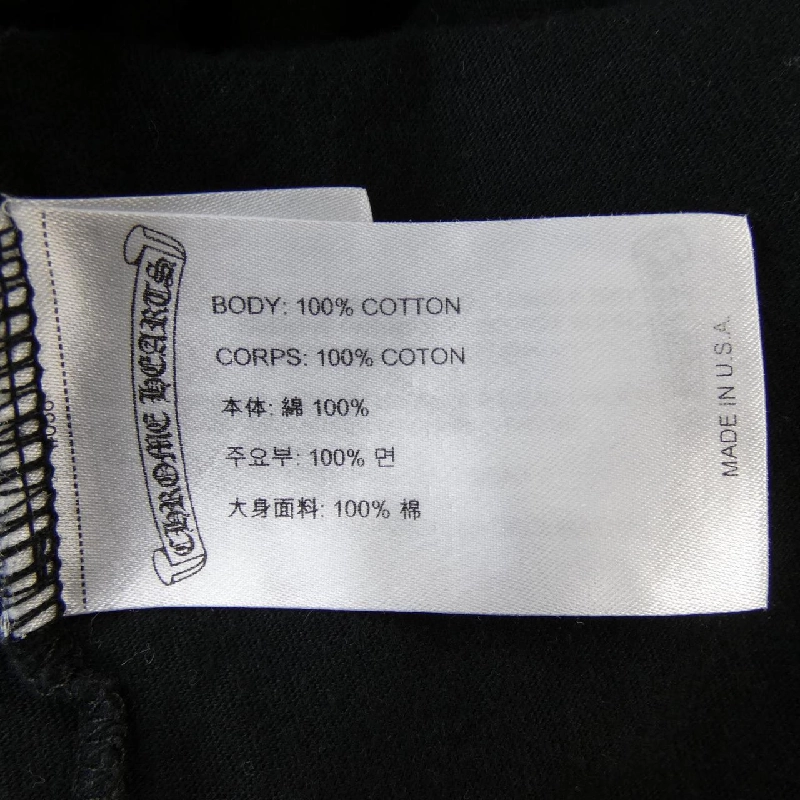 CHROME HEARTS
BODY: 100% COTTON
CORPS: 100% COTON
本体: 綿 100%
주요부: 100% 면
大身面料: 100% 棉
MADE IN U.S.A.